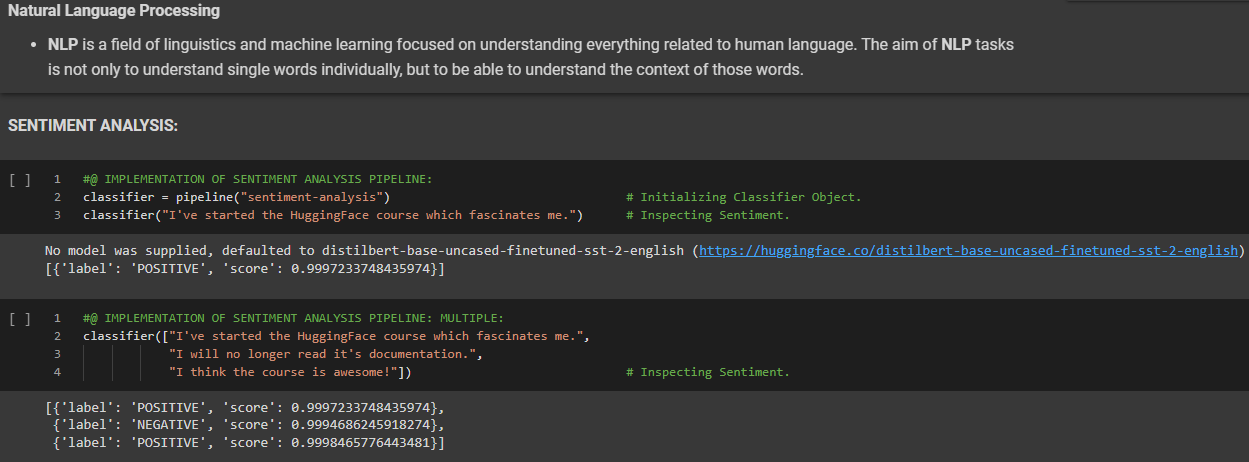 Natural Language Processing
• NLP is a field of linguistics and machine learning focused on understanding everything related to human language. The aim of NLP tasks
is not only to understand single words individually, but to be able to understand the context of those words.
SENTIMENT ANALYSIS:
[ ] 1 #@ IMPLEMENTATION OF SENTIMENT ANALYSIS PIPELINE:
2 classifier = pipeline("sentiment-analysis") # Initializing Classifier Object.
3 classifier("I've started the HuggingFace course which fascinates me.") # Inspecting Sentiment.
No model was supplied, defaulted to distilbert-base-uncased-finetuned-sst-2-english (https://huggingface.co/distilbert-base-uncased-finetuned-sst-2-english)
[{'label': 'POSITIVE', 'score': 0.9997233748435974}]
[ ] 1 #@ IMPLEMENTATION OF SENTIMENT ANALYSIS PIPELINE: MULTIPLE:
2 classifier(["I've started the HuggingFace course which fascinates me.",
3 "I will no longer read it's documentation.",
4 "I think the course is awesome!"]) # Inspecting Sentiment.
[{'label': 'POSITIVE', 'score': 0.9997233748435974},
{'label': 'NEGATIVE', 'score': 0.9994686245918274},
{'label': 'POSITIVE', 'score': 0.9998465776443481}]